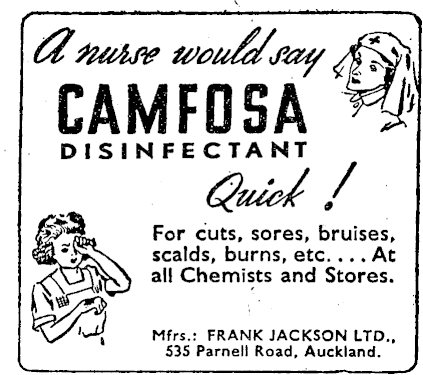 A nurse would say
CAMFOSA
DISINFECTANT
Quick !
For cuts, sores, bruises,
scalds, burns, etc. . . . At
all Chemists and Stores.
Mfrs.: FRANK JACKSON LTD.,
535 Parnell Road, Auckland.